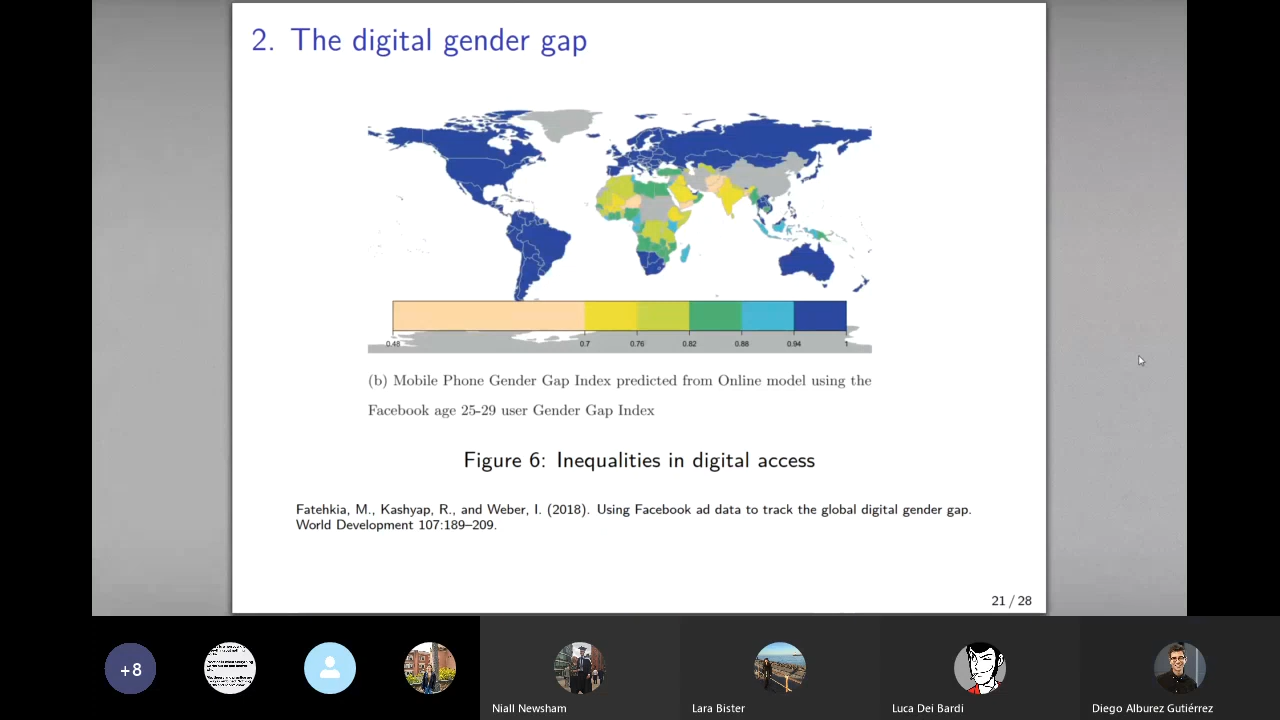 2. The digital gender gap
0.48 0.7 0.76 0.82 0.88 0.94 1
(b) Mobile Phone Gender Gap Index predicted from Online model using the
Facebook age 25-29 user Gender Gap Index
Figure 6: Inequalities in digital access
Fatehkia, M., Kashyap, R., and Weber, I. (2018). Using Facebook ad data to track the global digital gender gap.
World Development 107:189–209.
21 / 28
+8
Niall Newsham
Lara Bister
Luca Dei Bardi
Diego Alburez Gutiérrez